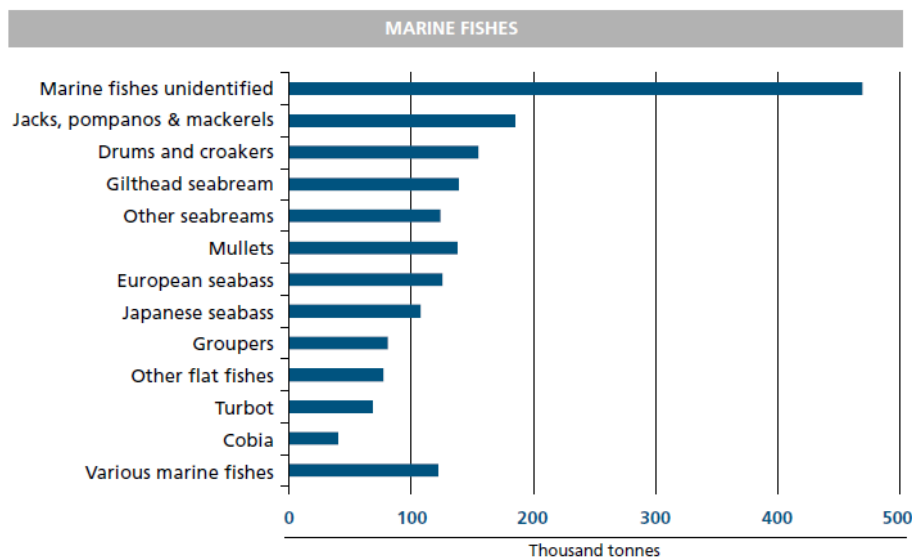 MARINE FISHES
Marine fishes unidentified
Jacks, pompanos & mackerels
Drums and croakers
Gilthead seabream
Other seabreams
Mullets
European seabass
Japanese seabass
Groupers
Other flat fishes
Turbot
Cobia
Various marine fishes
0 100 200 300 400 500
Thousand tonnes